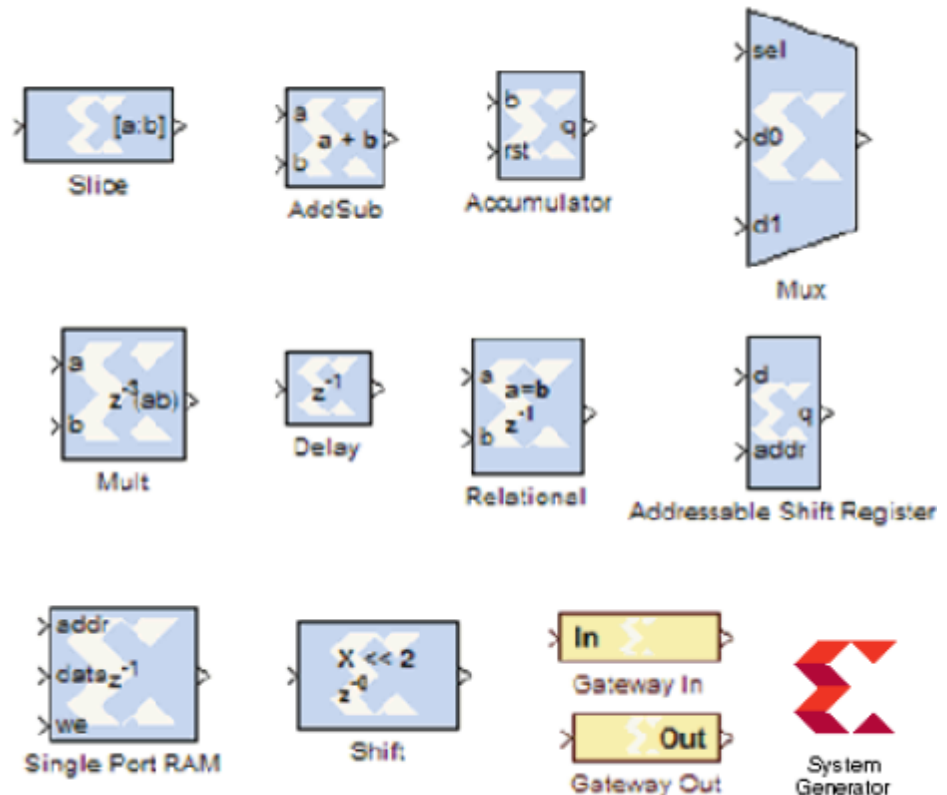 [a:b]
Slice
a
a + b
b
AddSub
b
q
rst
Accumulator
sel
d0
d1
Mux
a
z⁻³(ab)
b
Mult
z⁻¹
Delay
a
a=b
z⁻¹
b
Relational
d
q
addr
Addressable Shift Register
addr
data z⁻¹
we
Single Port RAM
X << 2
z⁻⁰
Shift
In
Gateway In
Out
Gateway Out
System
Generator